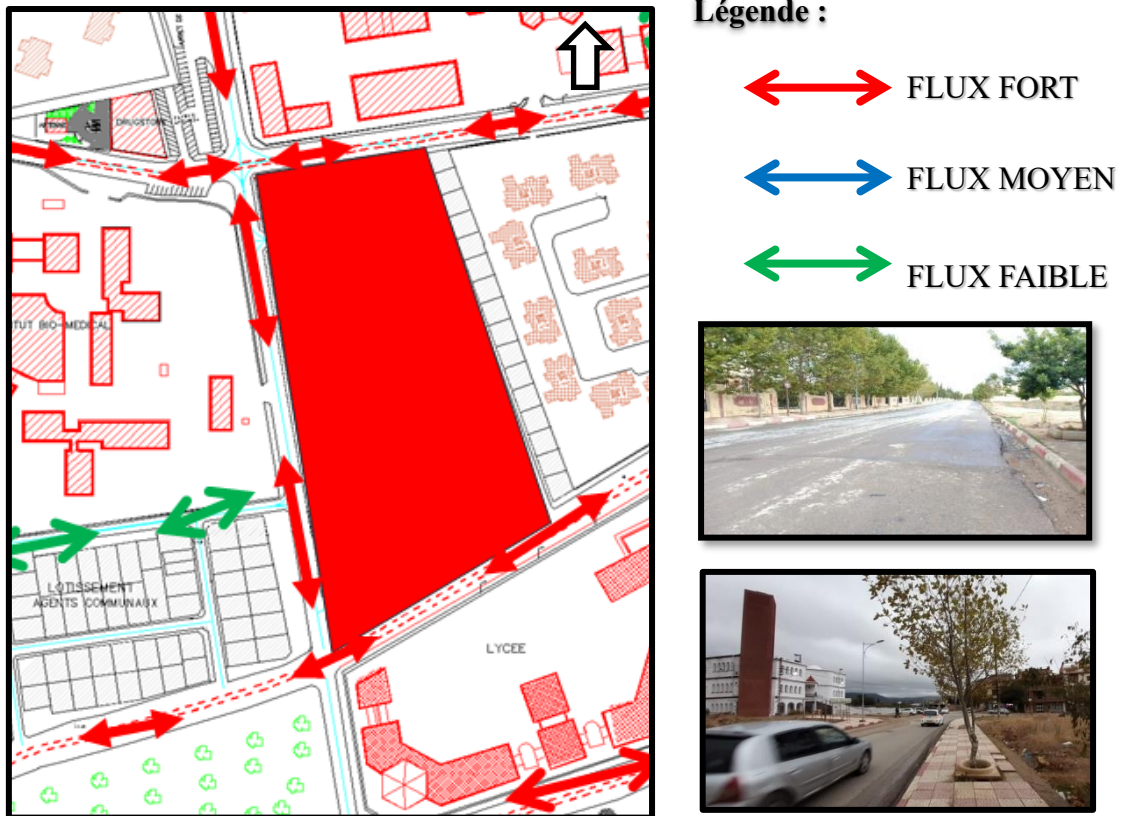 Légende :
FLUX FORT
FLUX MOYEN
FLUX FAIBLE
DRUGSTORE
TUT BIO-MEDICAL
LOTISSEMENT
AGENTS COMMUNAUX
LYCEE